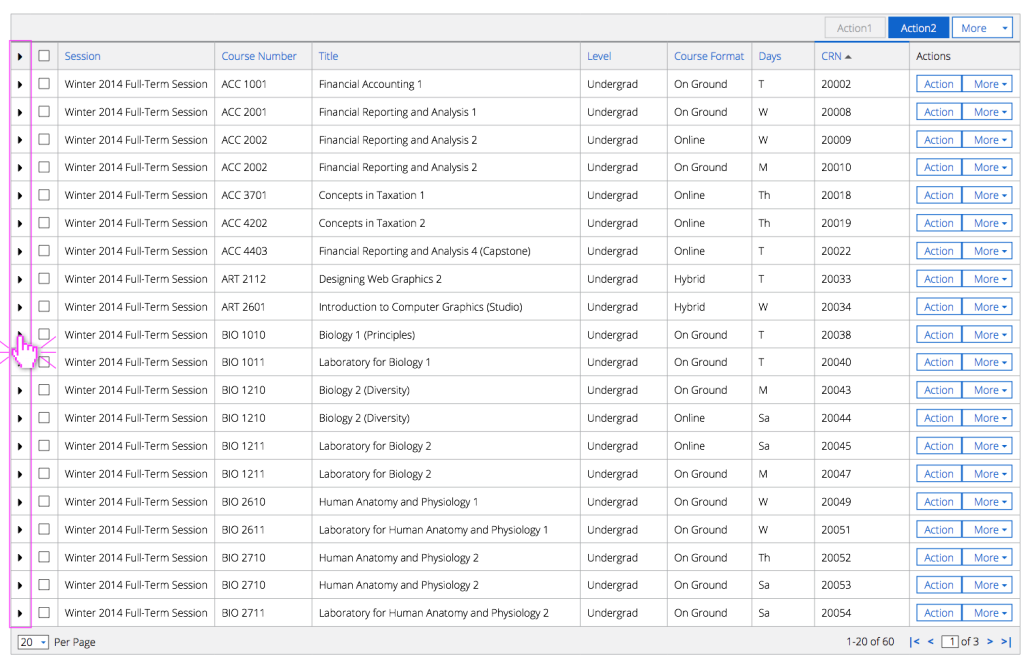 Action1 Action2 More
Session Course Number Title Level Course Format Days CRN Actions
Winter 2014 Full-Term Session ACC 1001 Financial Accounting 1 Undergrad On Ground T 20002 Action More
Winter 2014 Full-Term Session ACC 2001 Financial Reporting and Analysis 1 Undergrad On Ground W 20008 Action More
Winter 2014 Full-Term Session ACC 2002 Financial Reporting and Analysis 2 Undergrad Online W 20009 Action More
Winter 2014 Full-Term Session ACC 2002 Financial Reporting and Analysis 2 Undergrad On Ground M 20010 Action More
Winter 2014 Full-Term Session ACC 3701 Concepts in Taxation 1 Undergrad Online Th 20018 Action More
Winter 2014 Full-Term Session ACC 4202 Concepts in Taxation 2 Undergrad Online Th 20019 Action More
Winter 2014 Full-Term Session ACC 4403 Financial Reporting and Analysis 4 (Capstone) Undergrad Online T 20022 Action More
Winter 2014 Full-Term Session ART 2112 Designing Web Graphics 2 Undergrad Hybrid T 20033 Action More
Winter 2014 Full-Term Session ART 2601 Introduction to Computer Graphics (Studio) Undergrad Hybrid W 20034 Action More
Winter 2014 Full-Term Session BIO 1010 Biology 1 (Principles) Undergrad On Ground T 20038 Action More
Winter 2014 Full-Term Session BIO 1011 Laboratory for Biology 1 Undergrad On Ground T 20040 Action More
Winter 2014 Full-Term Session BIO 1210 Biology 2 (Diversity) Undergrad On Ground M 20043 Action More
Winter 2014 Full-Term Session BIO 1210 Biology 2 (Diversity) Undergrad Online Sa 20044 Action More
Winter 2014 Full-Term Session BIO 1211 Laboratory for Biology 2 Undergrad Online Sa 20045 Action More
Winter 2014 Full-Term Session BIO 1211 Laboratory for Biology 2 Undergrad On Ground M 20047 Action More
Winter 2014 Full-Term Session BIO 2610 Human Anatomy and Physiology 1 Undergrad On Ground W 20049 Action More
Winter 2014 Full-Term Session BIO 2611 Laboratory for Human Anatomy and Physiology 1 Undergrad On Ground W 20051 Action More
Winter 2014 Full-Term Session BIO 2710 Human Anatomy and Physiology 2 Undergrad On Ground Th 20052 Action More
Winter 2014 Full-Term Session BIO 2710 Human Anatomy and Physiology 2 Undergrad On Ground Sa 20053 Action More
Winter 2014 Full-Term Session BIO 2711 Laboratory for Human Anatomy and Physiology 2 Undergrad On Ground Sa 20054 Action More
20 Per Page 1-20 of 60 |< < 1 of 3 > >|